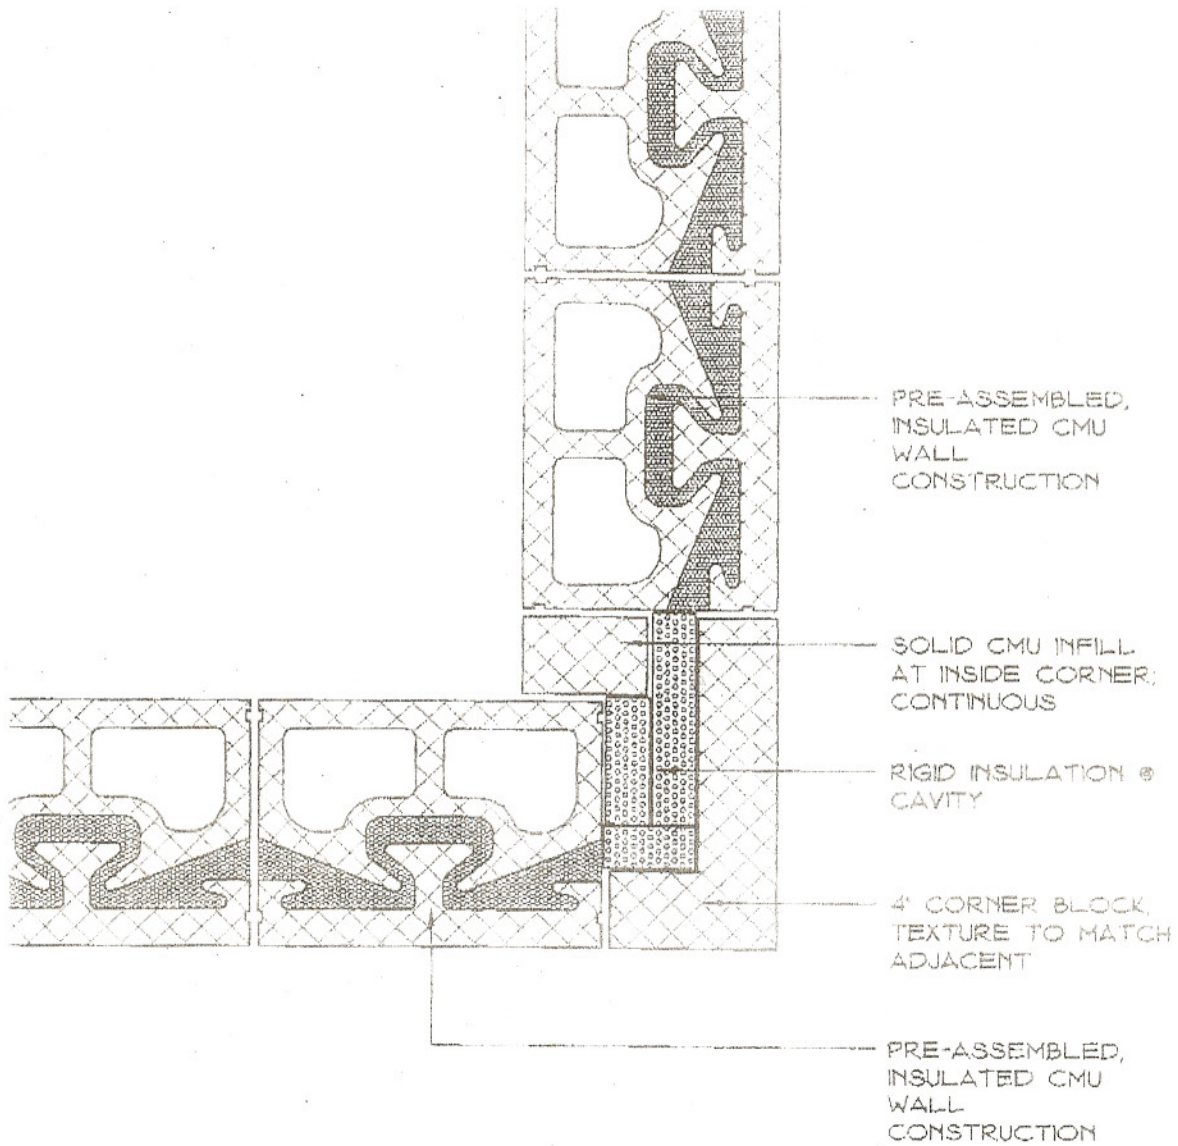 PRE-ASSEMBLED,
INSULATED CMU
WALL
CONSTRUCTION
SOLID CMU INFILL
AT INSIDE CORNER;
CONTINUOUS
RIGID INSULATION @
CAVITY
4" CORNER BLOCK,
TEXTURE TO MATCH
ADJACENT
PRE-ASSEMBLED,
INSULATED CMU
WALL
CONSTRUCTION